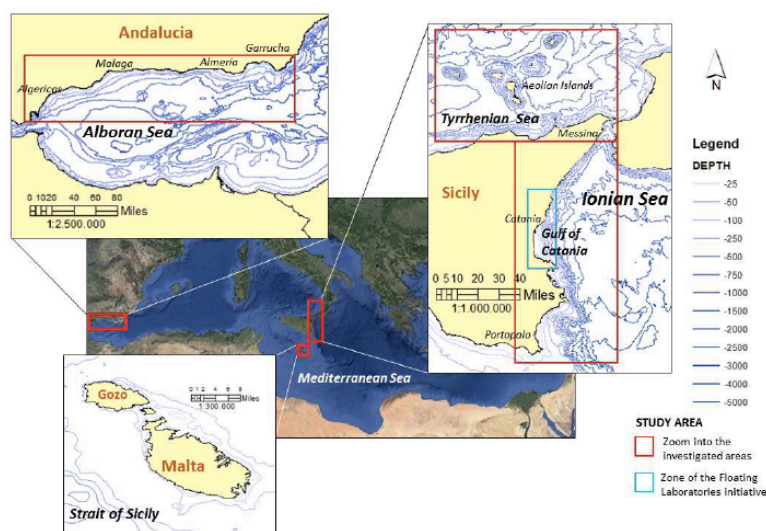 Andalucia
Garrucha
Malaga
Almeria
Algericas
Alboran Sea
0 1020 40 60 80
Miles
1:2.500.000
Aeolian Islands
Tyrrhenian Sea
Messina
Sicily
Ionian Sea
Catania
Gulf of
Catania
0 5 10 20 30 40
Miles
1:1.000.000
Portopalo
N
Legend
DEPTH
-25
-50
-100
-250
-500
-750
-1000
-1500
-2000
-2500
-3000
-4000
-5000
STUDY AREA
Zoom into the
investigated areas
Zone of the Floating
Laboratories initiative
Mediterranean Sea
Gozo
0 1 2 4 6 8
Miles
1:300.000
Malta
Strait of Sicily